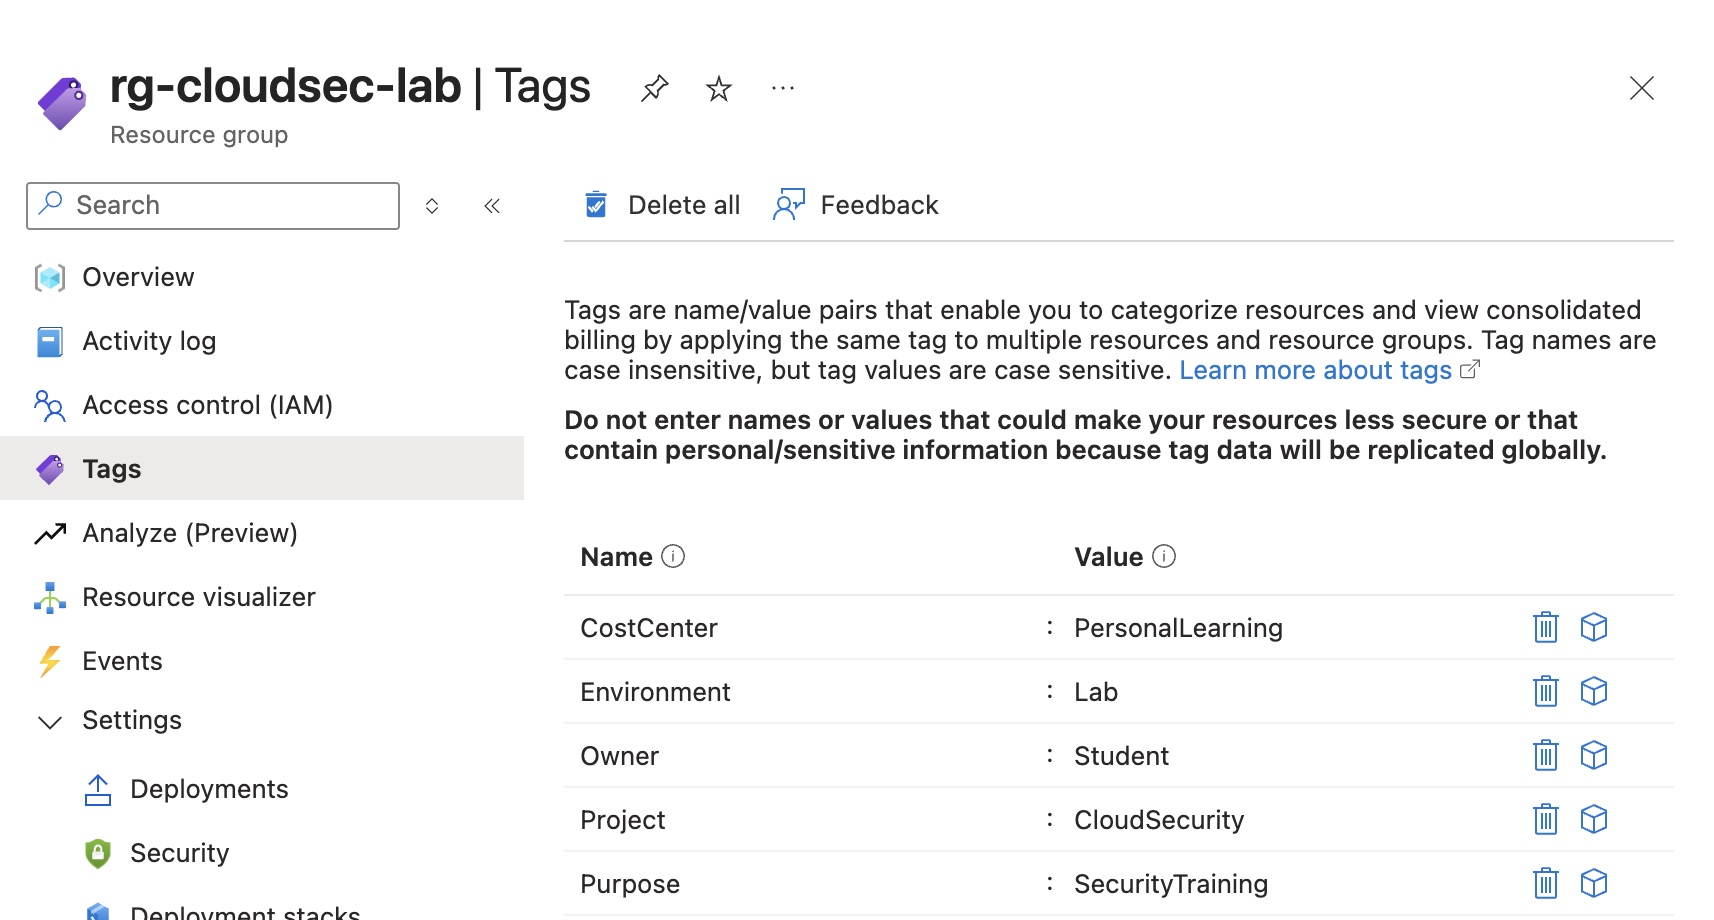 rg-cloudsec-lab | Tags
Resource group
Search
Overview
Activity log
Access control (IAM)
Tags
Analyze (Preview)
Resource visualizer
Events
Settings
Deployments
Security
Deployment stacks
Delete all
Feedback
Tags are name/value pairs that enable you to categorize resources and view consolidated
billing by applying the same tag to multiple resources and resource groups. Tag names are
case insensitive, but tag values are case sensitive. Learn more about tags
Do not enter names or values that could make your resources less secure or that
contain personal/sensitive information because tag data will be replicated globally.
Name Value
CostCenter : PersonalLearning
Environment : Lab
Owner : Student
Project : CloudSecurity
Purpose : SecurityTraining